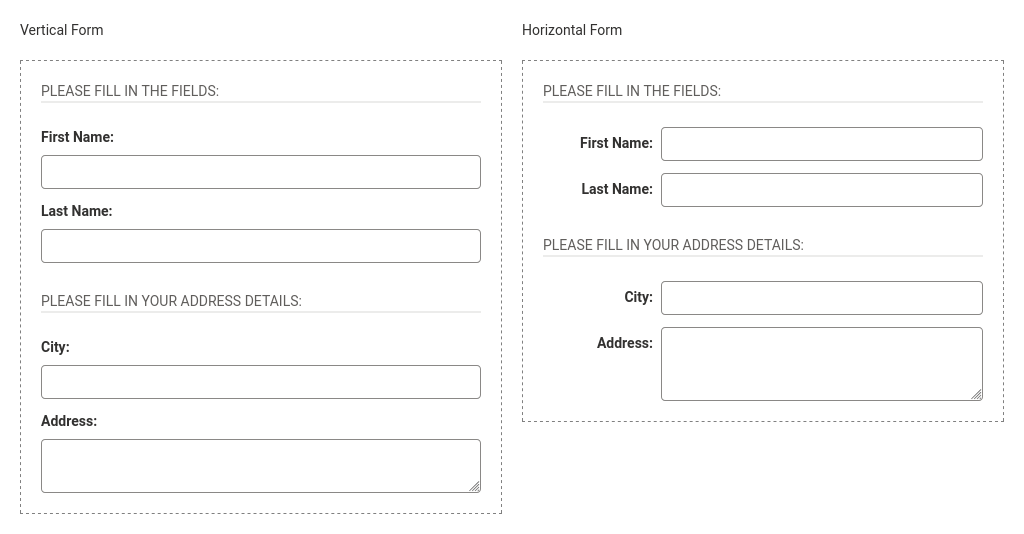 Vertical Form
PLEASE FILL IN THE FIELDS:
First Name:
Last Name:
PLEASE FILL IN YOUR ADDRESS DETAILS:
City:
Address:
Horizontal Form
PLEASE FILL IN THE FIELDS:
First Name:
Last Name:
PLEASE FILL IN YOUR ADDRESS DETAILS:
City:
Address: